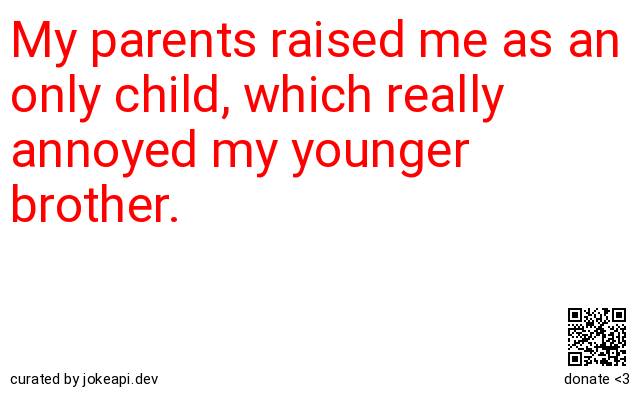 My parents raised me as an
only child, which really
annoyed my younger
brother.
curated by jokeapi.dev
donate <3